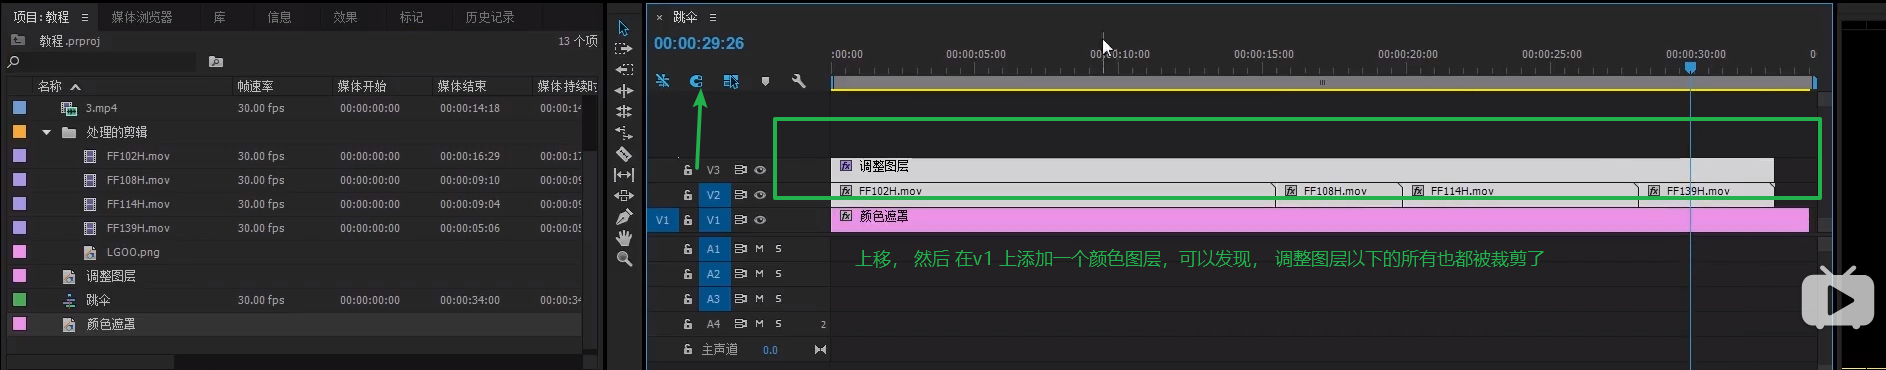 项目: 教程
媒体浏览器
库
信息
效果
标记
历史记录
教程.prproj
13 个项
名称
帧速率
媒体开始
媒体结束
媒体持续时
3.mp4
30.00 fps
00:00:00:00
00:00:14:18
00:00:14
处理的剪辑
FF102H.mov
30.00 fps
00:00:00:00
00:00:16:29
00:00:17
FF108H.mov
30.00 fps
00:00:00:00
00:00:09:10
00:00:09
FF114H.mov
30.00 fps
00:00:00:00
00:00:09:04
00:00:09
FF139H.mov
30.00 fps
00:00:00:00
00:00:05:06
00:00:05
LGOO.png
调整图层
跳伞
30.00 fps
00:00:00:00
00:00:34:00
00:00:34
颜色遮罩
× 跳伞
00:00:29:26
:00:00
00:00:05:00
00:00:10:00
00:00:15:00
00:00:20:00
00:00:25:00
00:00:30:00
0
V3
fx 调整图层
V2
fx FF102H.mov
fx FF108H.mov
fx FF114H.mov
fx FF139H.mov
V1
V1
fx 颜色遮罩
A1 M S
上移， 然后 在v1 上添加一个颜色图层，可以发现， 调整图层以下的所有也都被裁剪了
A2 M S
A3 M S
A4 M S 2
主声道 0.0